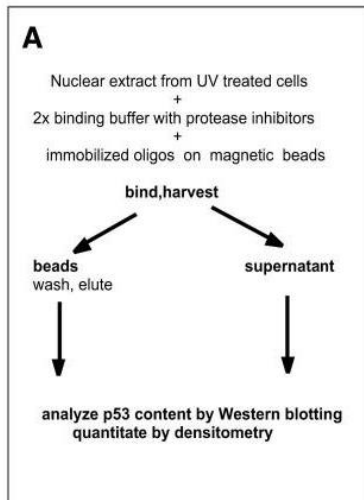 A
Nuclear extract from UV treated cells
+
2x binding buffer with protease inhibitors
+
immobilized oligos on magnetic beads
bind,harvest
beads
wash, elute
supernatant
analyze p53 content by Western blotting
quantitate by densitometry